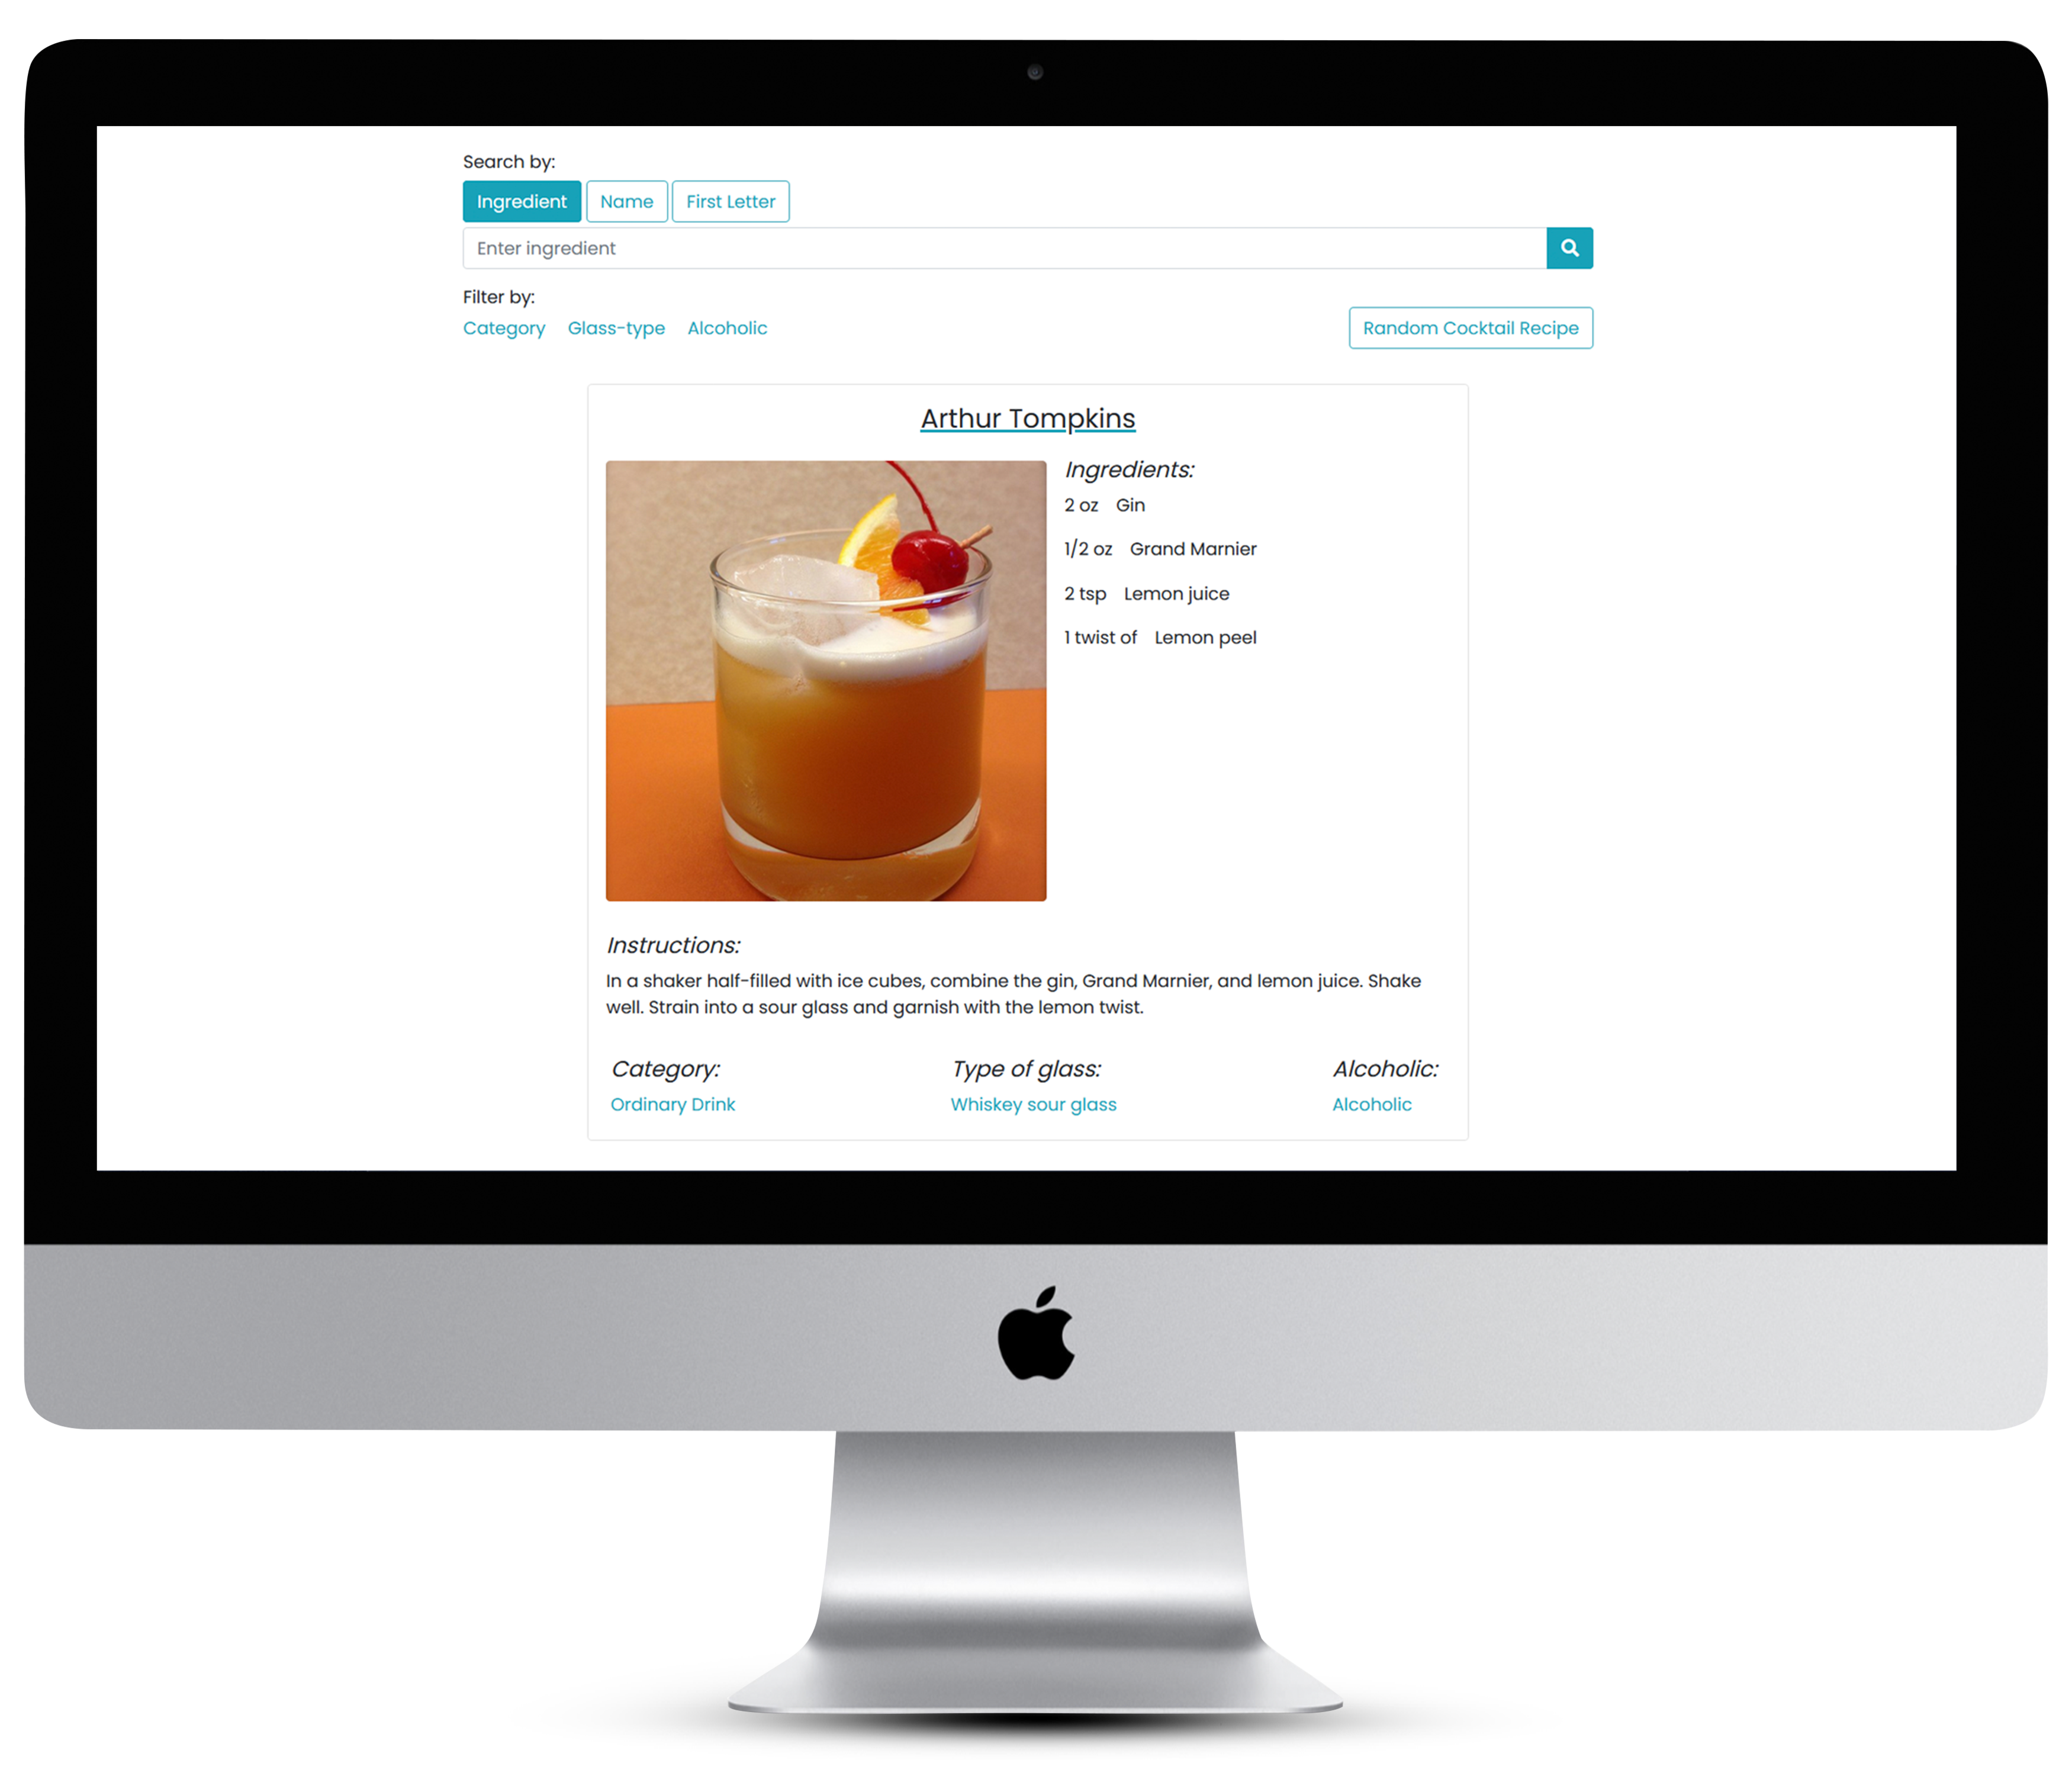 Search by:
Ingredient Name First Letter
Enter ingredient
Filter by:
Category Glass-type Alcoholic Random Cocktail Recipe
Arthur Tompkins
Ingredients:
2 oz Gin
1/2 oz Grand Marnier
2 tsp Lemon juice
1 twist of Lemon peel
Instructions:
In a shaker half-filled with ice cubes, combine the gin, Grand Marnier, and lemon juice. Shake
well. Strain into a sour glass and garnish with the lemon twist.
Category: Type of glass: Alcoholic:
Ordinary Drink Whiskey sour glass Alcoholic